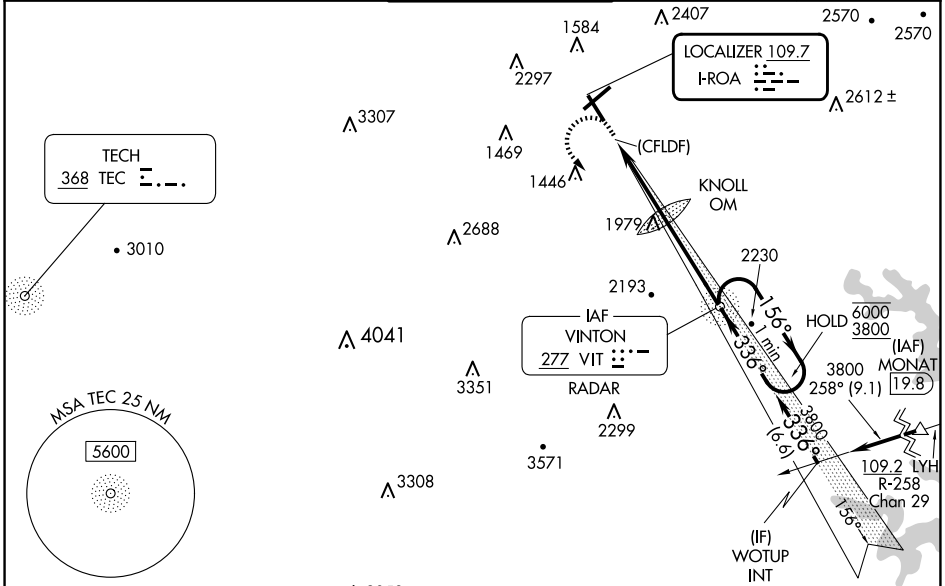 1584
2407
2570
2570
LOCALIZER 109.7
I-ROA
2297
2612 ±
3307
TECH
368 TEC
1469
(CFLDF)
1446
KNOLL
OM
1979
2688
3010
2230
2193
IAF
VINTON
277 VIT
RADAR
156°
1 min
336°
HOLD 6000
3800
(IAF)
MONAT
19.8
3800
258° (9.1)
4041
3351
MSA TEC 25 NM
5600
2299
3800
336°
(6.6)
3571
109.2 LYH
R-258
Chan 29
3308
156°
(IF)
WOTUP
INT